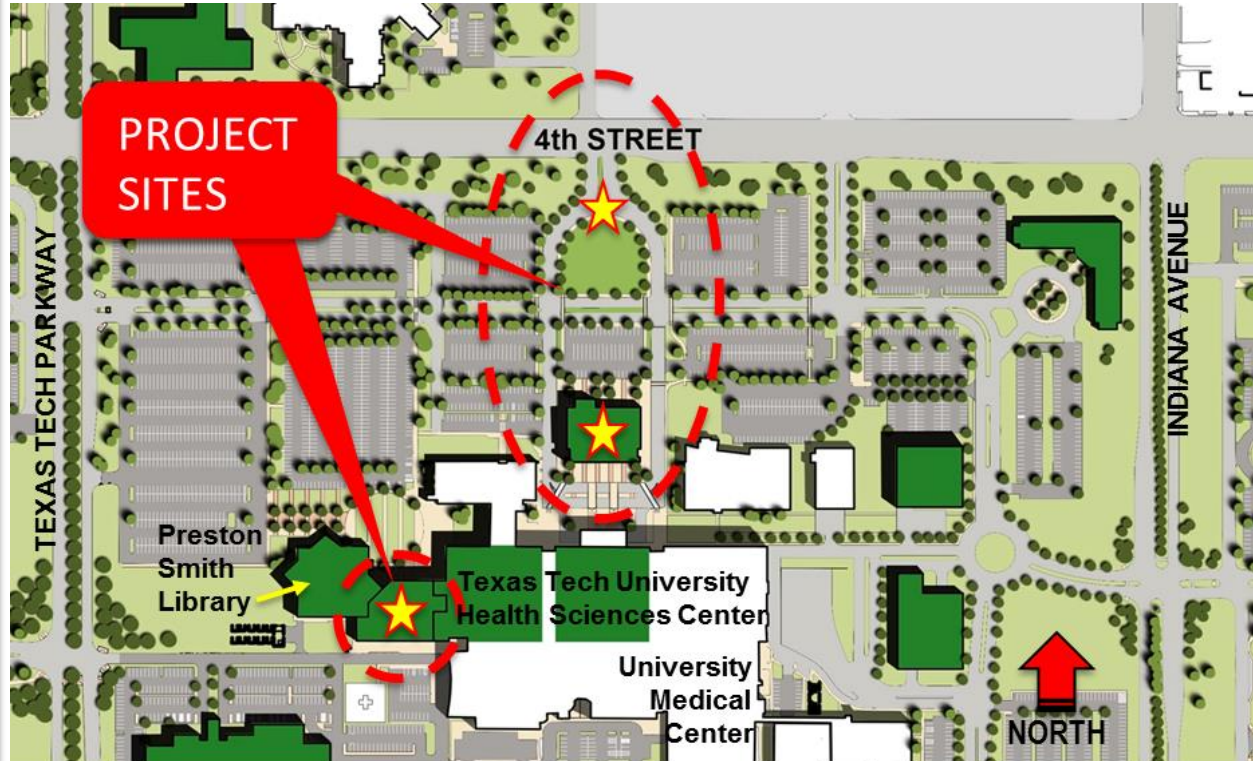 PROJECT
SITES
4th STREET
TEXAS TECH PARKWAY
INDIANA AVENUE
Preston
Smith
Library
Texas Tech University
Health Sciences Center
University
Medical
Center
NORTH